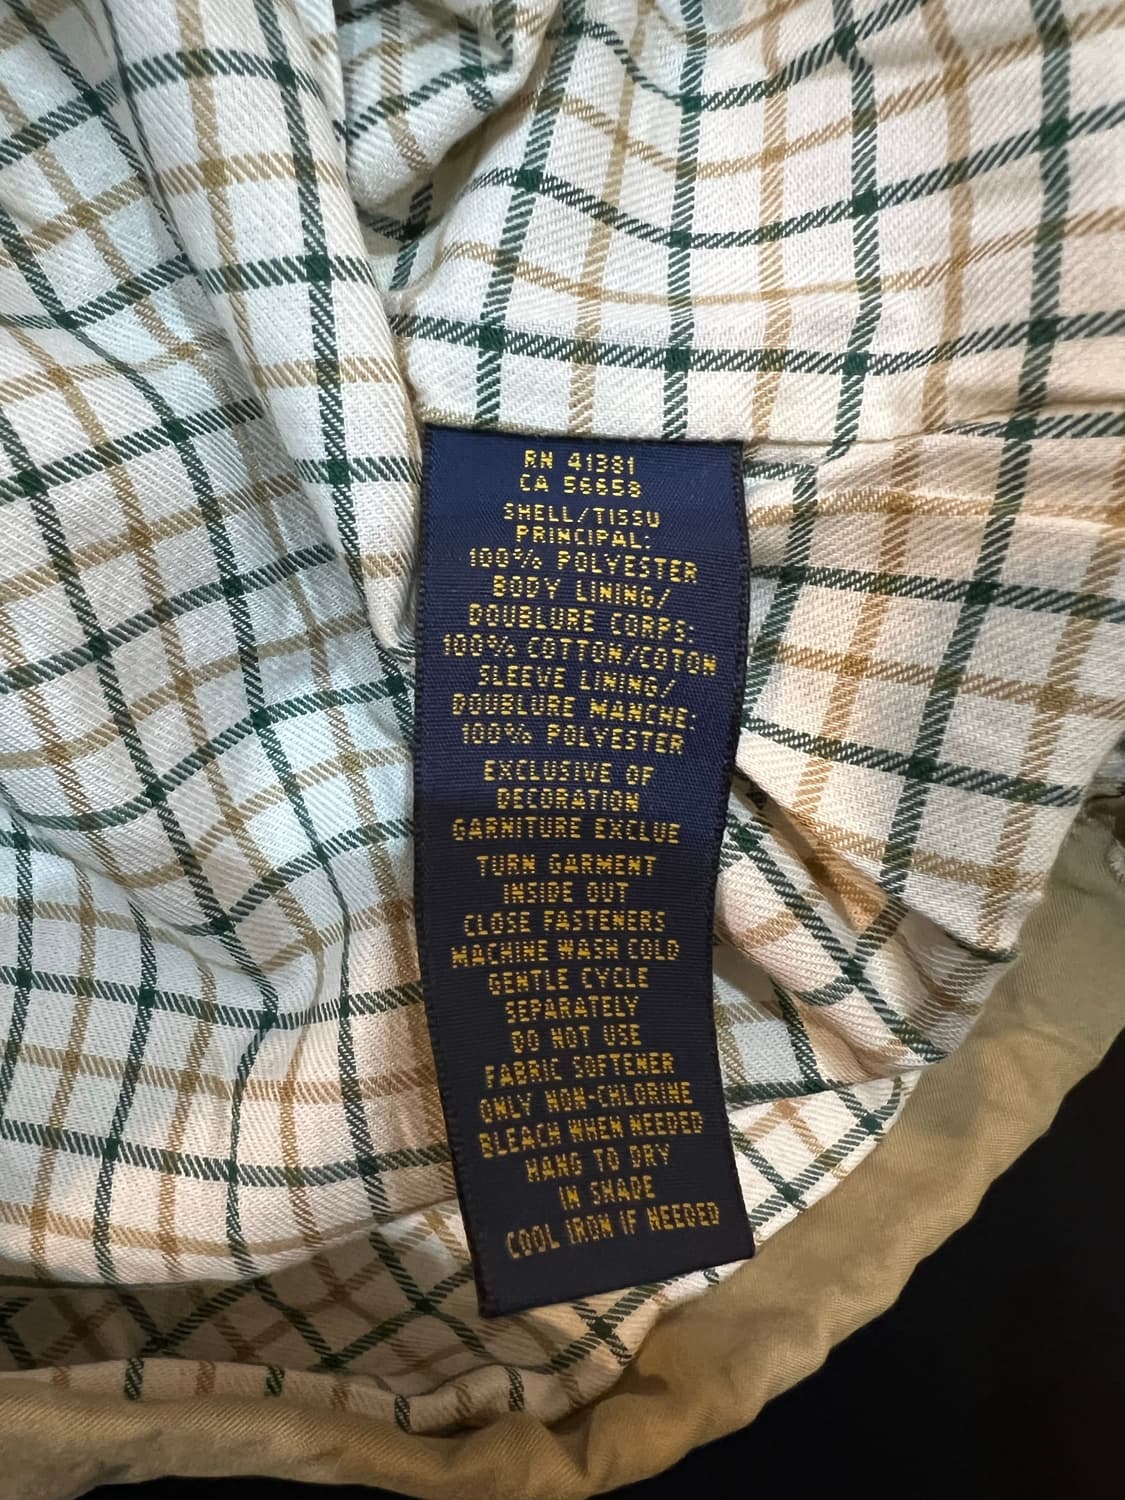 RN 41381
CA 56658
SHELL/TISSU
PRINCIPAL:
100% POLYESTER
BODY LINING/
DOUBLURE CORPS:
100% COTTON/COTON
SLEEVE LINING/
DOUBLURE MANCHE:
100% POLYESTER
EXCLUSIVE OF
DECORATION
GARNITURE EXCLUE
TURN GARMENT
INSIDE OUT
CLOSE FASTENERS
MACHINE WASH COLD
GENTLE CYCLE
SEPARATELY
DO NOT USE
FABRIC SOFTENER
ONLY NON-CHLORINE
BLEACH WHEN NEEDED
HANG TO DRY
IN SHADE
COOL IRON IF NEEDED